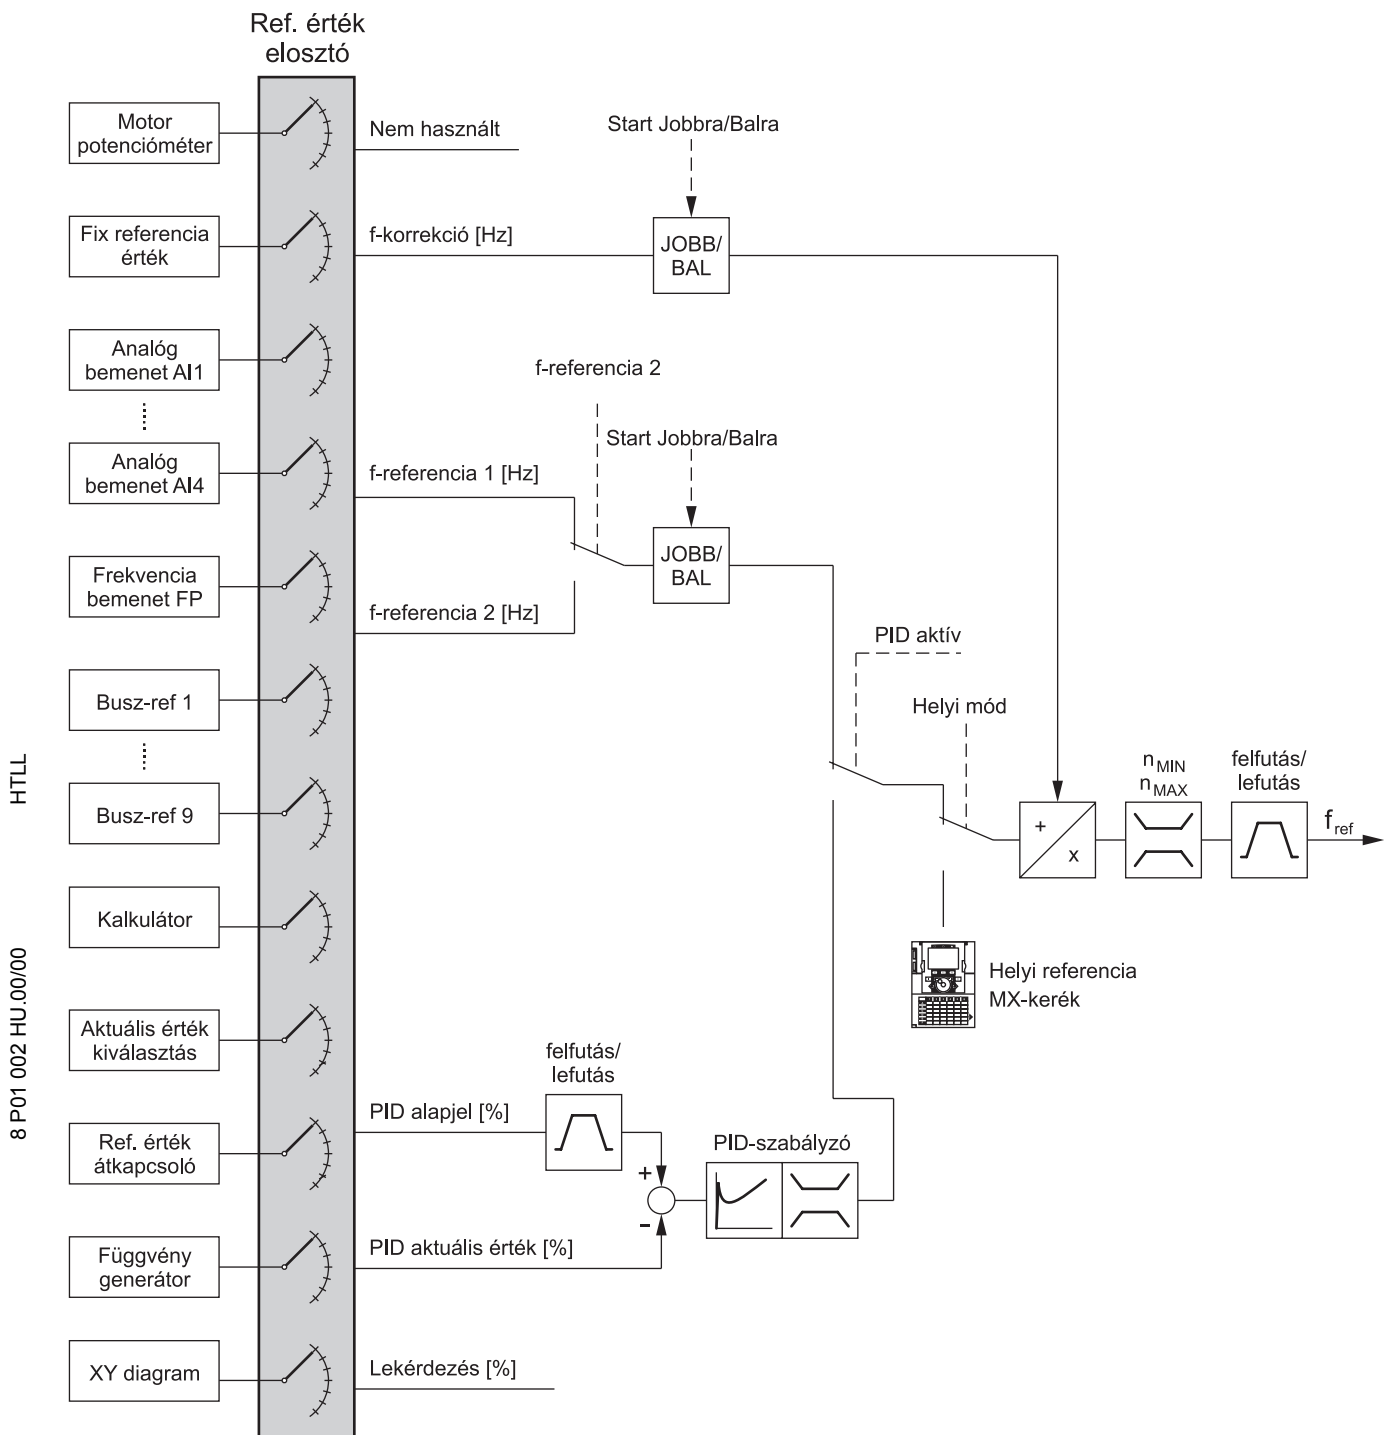 Ref. érték
elosztó
Motor
potencióméter
Nem használt
Start Jobbra/Balra
Fix referencia
érték
f-korrekció [Hz]
JOBB/
BAL
Analóg
bemenet AI1
f-referencia 2
Start Jobbra/Balra
Analóg
bemenet AI4
f-referencia 1 [Hz]
JOBB/
BAL
Frekvencia
bemenet FP
f-referencia 2 [Hz]
PID aktív
Busz-ref 1
Helyi mód
HTLL
n MIN
n MAX
felfutás/
lefutás
Busz-ref 9
+
x
f ref
Kalkulátor
8 P01 002 HU.00/00
Helyi referencia
MX-kerék
Aktuális érték
kiválasztás
felfutás/
lefutás
PID alapjel [%]
Ref. érték
átkapcsoló
PID-szabályzó
+
-
Függvény
generátor
PID aktuális érték [%]
XY diagram
Lekérdezés [%]